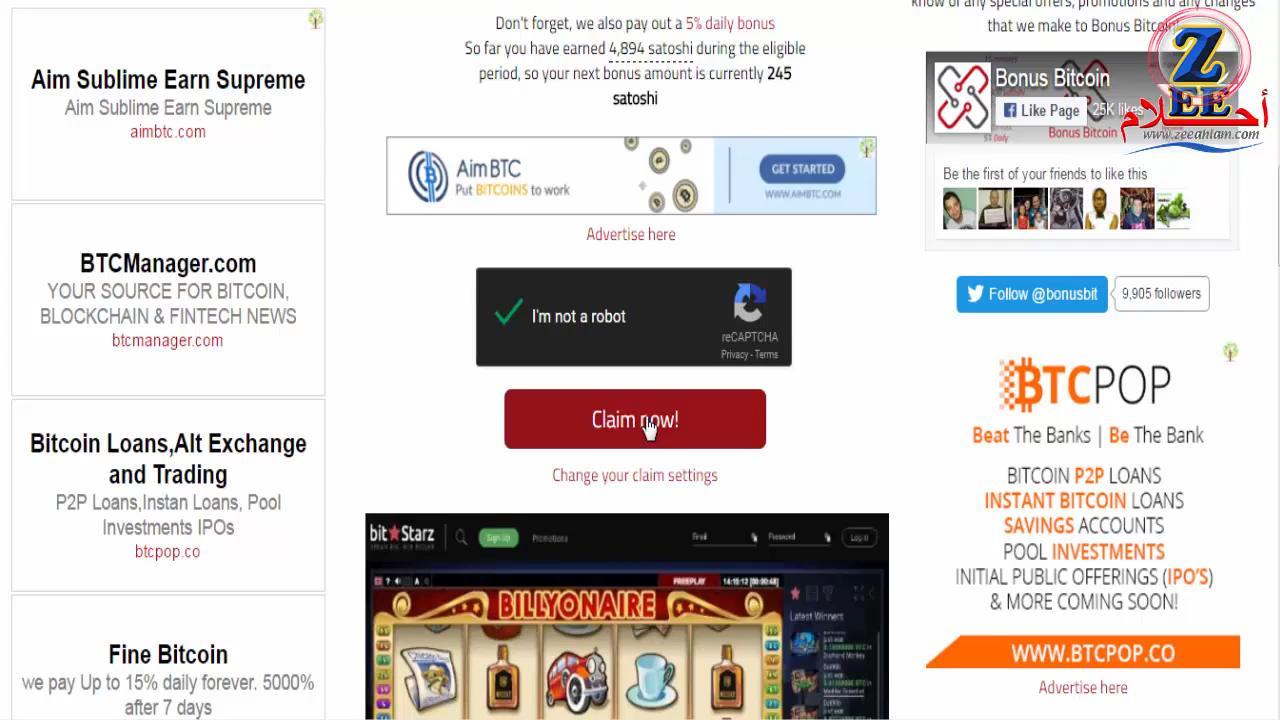 Aim Sublime Earn Supreme
Aim Sublime Earn Supreme
aimbtc.com
BTCManager.com
YOUR SOURCE FOR BITCOIN,
BLOCKCHAIN & FINTECH NEWS
btcmanager.com
Bitcoin Loans,Alt Exchange
and Trading
P2P Loans,Instan Loans, Pool
Investments IPOs
btcpop.co
Fine Bitcoin
we pay Up to 15% daily forever. 5000%
after 7 days
Don't forget, we also pay out a 5% daily bonus
So far you have earned 4,894 satoshi during the eligible
period, so your next bonus amount is currently 245
satoshi
Aim BTC
Put BITCOINS to work
GET STARTED
WWW.AIMBTC.COM
Advertise here
I'm not a robot
reCAPTCHA
Privacy - Terms
Claim now!
Change your claim settings
bitStarz
Sign Up
Promotions
Email
Password
Login
FREEPLAY
BILLYONAIRE
Latest Winners
know of any special offers, promotions and any changes
that we make to Bonus Bitcoin!
Z
ZEE
أحلام
www.zeeahlam.com
Bonus Bitcoin
Like Page
25K likes
Bonus Bitcoin
Be the first of your friends to like this
Follow @bonusbit
9,905 followers
BTCPOP
Beat The Banks | Be The Bank
BITCOIN P2P LOANS
INSTANT BITCOIN LOANS
SAVINGS ACCOUNTS
POOL INVESTMENTS
INITIAL PUBLIC OFFERINGS (IPO'S)
& MORE COMING SOON!
WWW.BTCPOP.CO
Advertise here